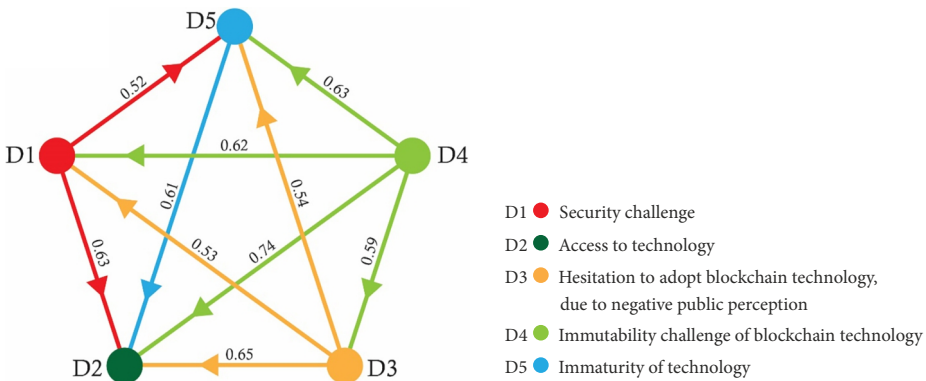 D5
0.52
0.63
D1
0.62
D4
0.61
0.54
0.63
0.53
0.74
0.59
D2
0.65
D3
D1 Security challenge
D2 Access to technology
D3 Hesitation to adopt blockchain technology,
due to negative public perception
D4 Immutability challenge of blockchain technology
D5 Immaturity of technology